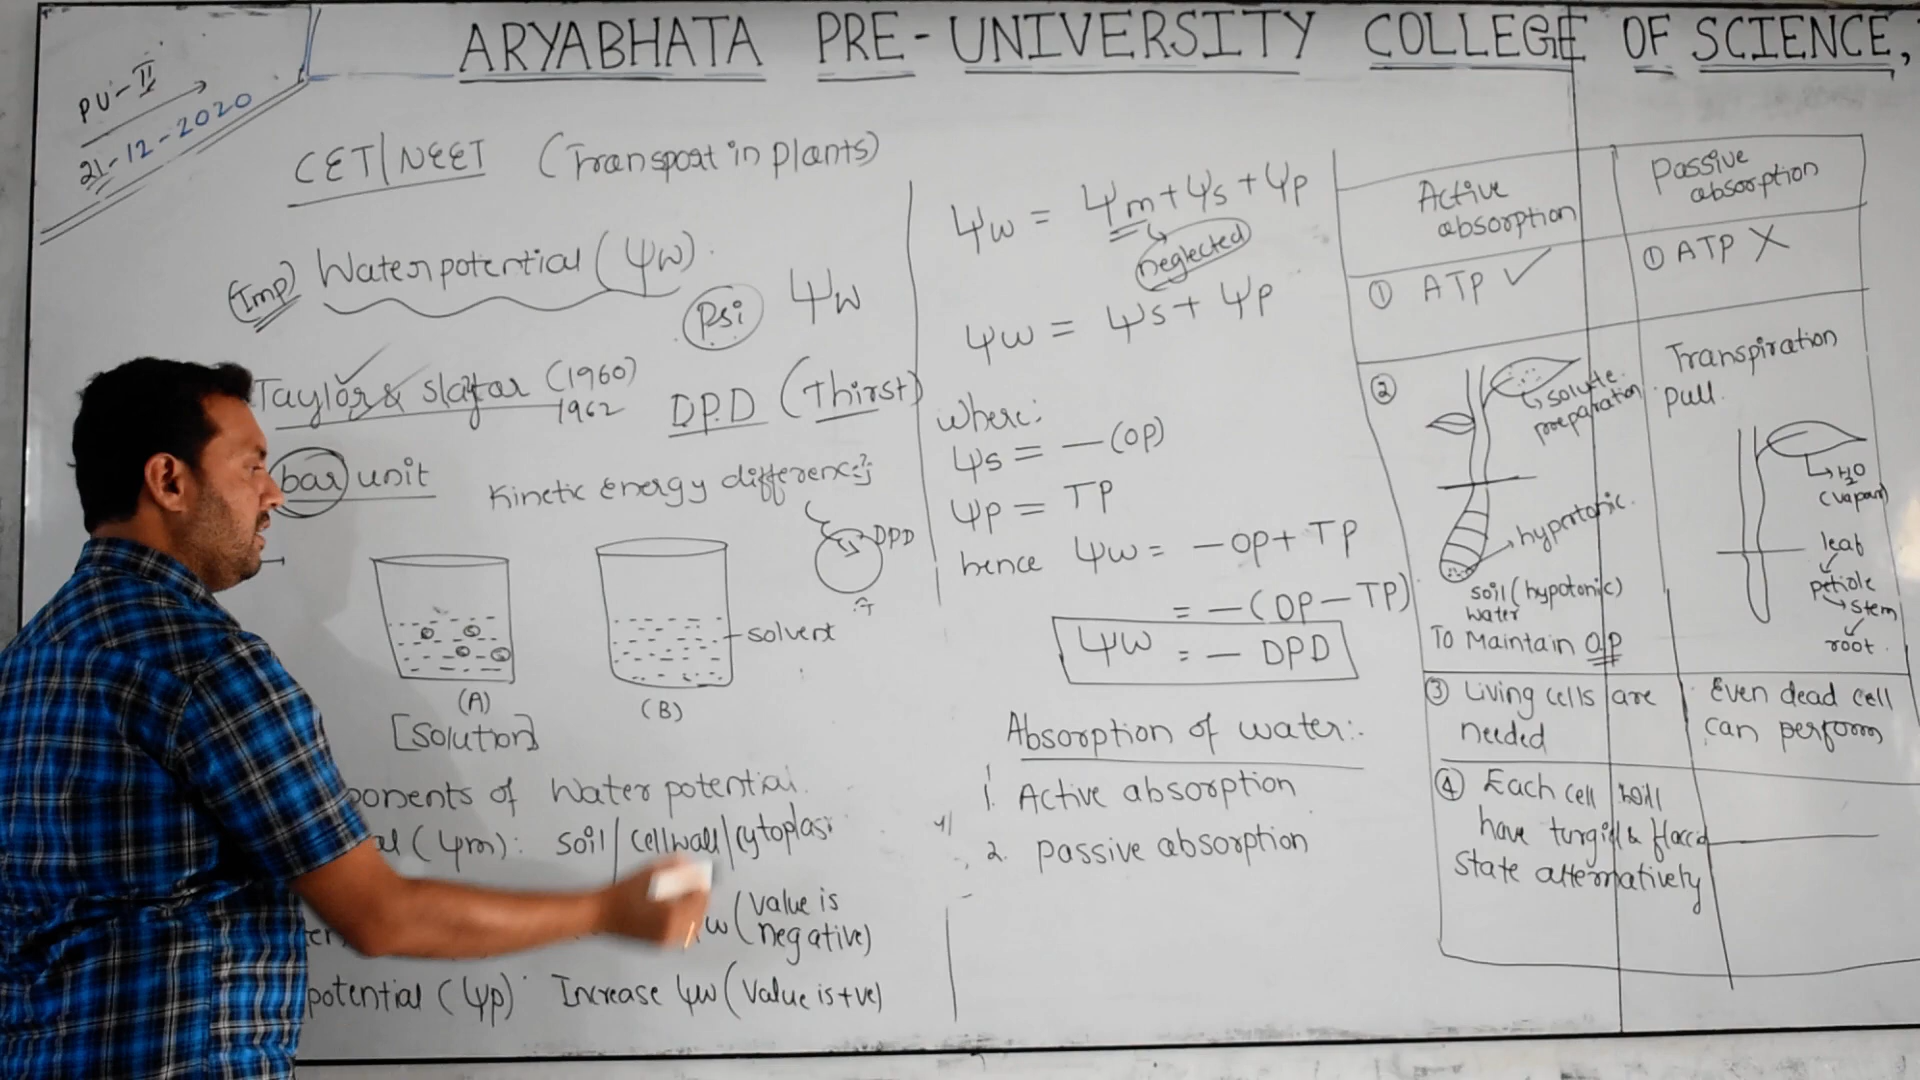 ARYABHATA PRE-UNIVERSITY COLLEGE OF SCIENCE,
PU-II
21-12-2020
CET/NEET (Transport in plants)
(Imp) Water potential (Ψw).
Psi Ψw
Taylor & Slatar (1960)
1962
D.P.D (Thirst)
bar unit
Kinetic Energy difference
DPD
solvent
(A)
(B)
[Solution]
ponents of Water potential.
al (Ψm): soil/cellwall/cytoplas
w (value is
negative)
potential (Ψp): Increase Ψw (Value is +ve)
Ψw = Ψm + Ψs + Ψp
neglected
Ψw = Ψs + Ψp
where:
Ψs = –(OP)
Ψp = TP
hence Ψw = –OP + TP
= –(OP – TP)
Ψw = – DPD
Absorption of water:-
1. Active absorption
2. Passive absorption
Active
absorption
Passive
absorption
① ATP ✓
① ATP X
②
solute
preparation
hypertonic.
soil (hypotonic)
water
To Maintain OP
Transpiration
pull.
H2O
(vapar)
leaf
petiole
stem
root.
③ Living cells are
needed
Even dead cell
can perform
④ Each cell will
have turgid & flaccid
State alternatively